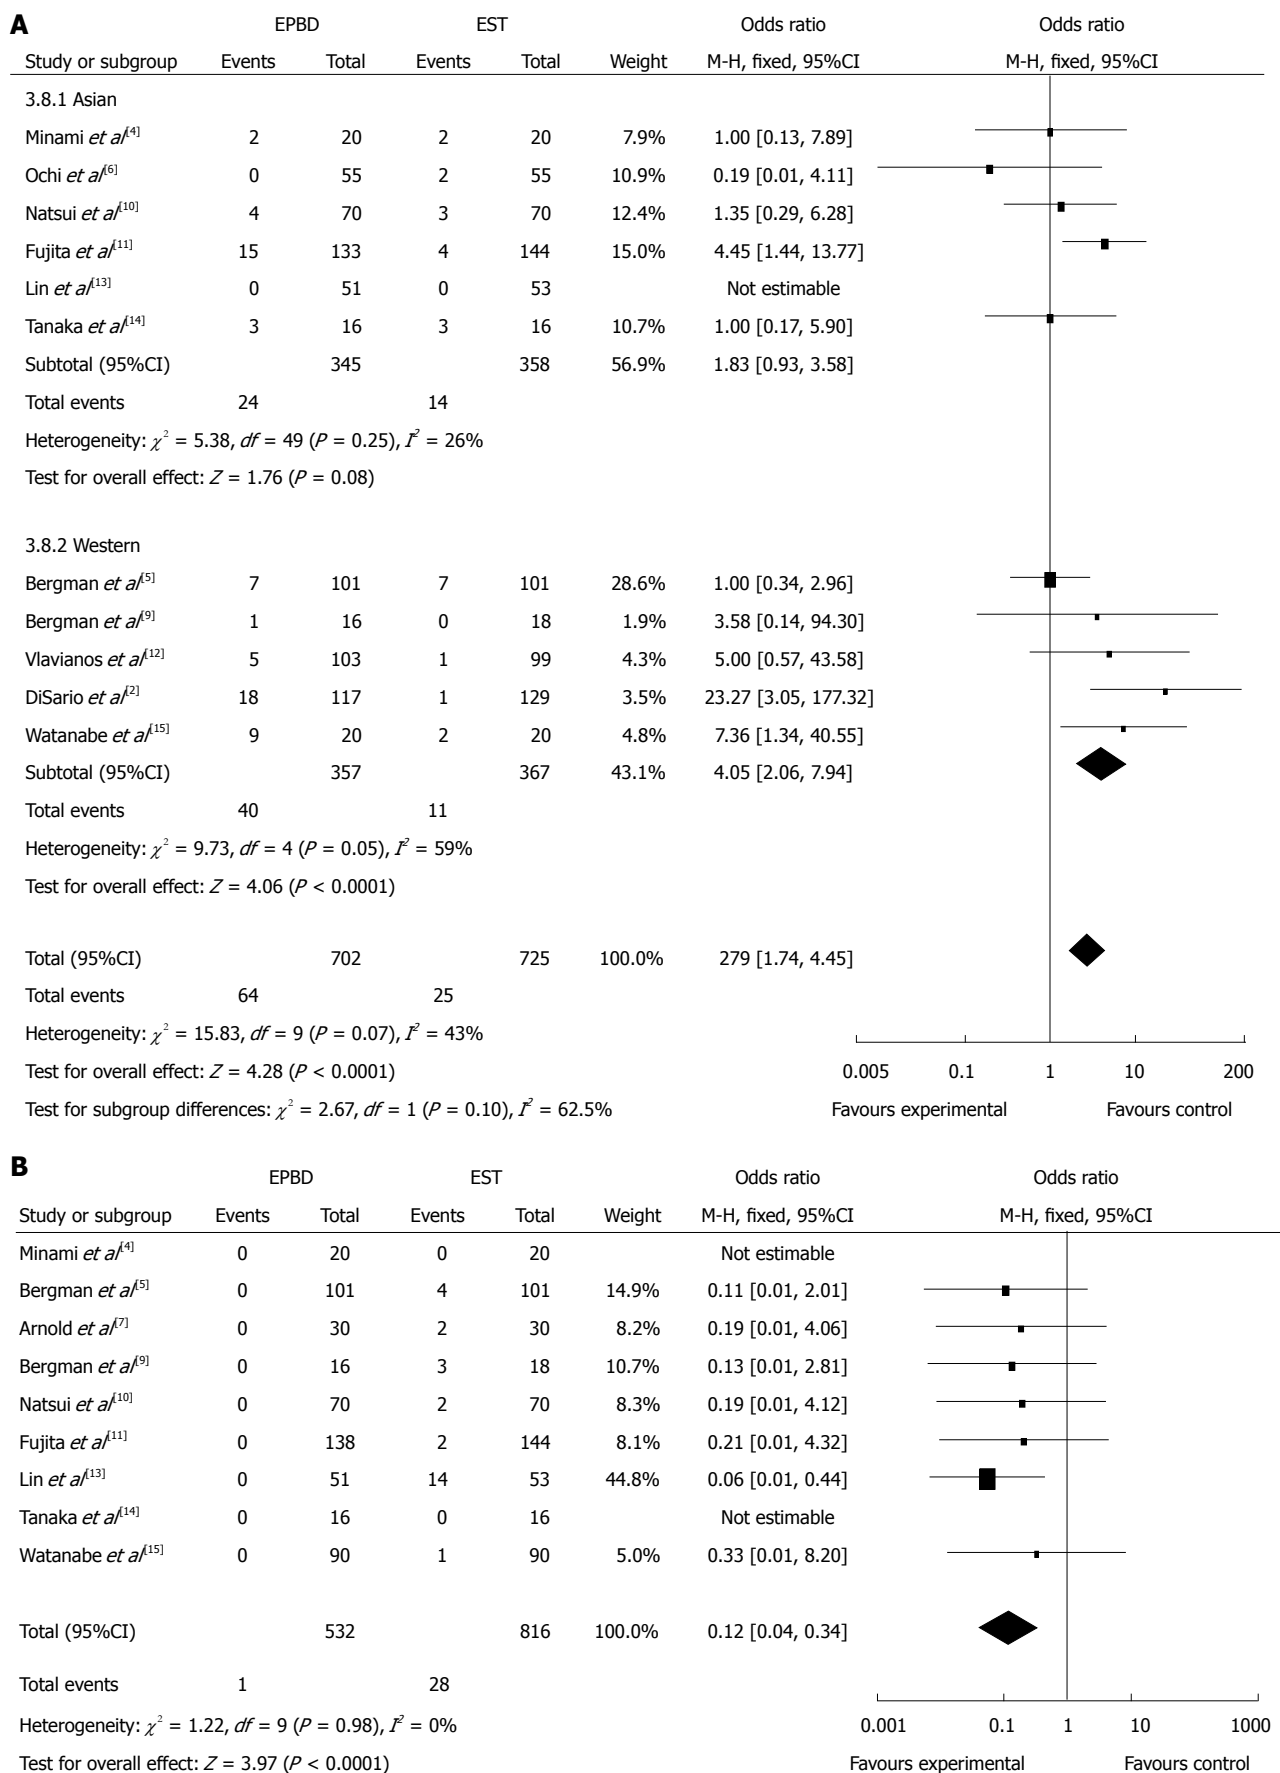 A
EPBD EST Odds ratio Odds ratio
Study or subgroup Events Total Events Total Weight M-H, fixed, 95%CI M-H, fixed, 95%CI
3.8.1 Asian
Minami et al[4] 2 20 2 20 7.9% 1.00 [0.13, 7.89]
Ochi et al[6] 0 55 2 55 10.9% 0.19 [0.01, 4.11]
Natsui et al[10] 4 70 3 70 12.4% 1.35 [0.29, 6.28]
Fujita et al[11] 15 133 4 144 15.0% 4.45 [1.44, 13.77]
Lin et al[13] 0 51 0 53 Not estimable
Tanaka et al[14] 3 16 3 16 10.7% 1.00 [0.17, 5.90]
Subtotal (95%CI) 345 358 56.9% 1.83 [0.93, 3.58]
Total events 24 14
Heterogeneity: χ² = 5.38, df = 49 (P = 0.25), I² = 26%
Test for overall effect: Z = 1.76 (P = 0.08)
3.8.2 Western
Bergman et al[5] 7 101 7 101 28.6% 1.00 [0.34, 2.96]
Bergman et al[9] 1 16 0 18 1.9% 3.58 [0.14, 94.30]
Vlavianos et al[12] 5 103 1 99 4.3% 5.00 [0.57, 43.58]
DiSario et al[2] 18 117 1 129 3.5% 23.27 [3.05, 177.32]
Watanabe et al[15] 9 20 2 20 4.8% 7.36 [1.34, 40.55]
Subtotal (95%CI) 357 367 43.1% 4.05 [2.06, 7.94]
Total events 40 11
Heterogeneity: χ² = 9.73, df = 4 (P = 0.05), I² = 59%
Test for overall effect: Z = 4.06 (P < 0.0001)
Total (95%CI) 702 725 100.0% 279 [1.74, 4.45]
Total events 64 25
Heterogeneity: χ² = 15.83, df = 9 (P = 0.07), I² = 43%
Test for overall effect: Z = 4.28 (P < 0.0001)
0.005 0.1 1 10 200
Test for subgroup differences: χ² = 2.67, df = 1 (P = 0.10), I² = 62.5%
Favours experimental Favours control
B
EPBD EST Odds ratio Odds ratio
Study or subgroup Events Total Events Total Weight M-H, fixed, 95%CI M-H, fixed, 95%CI
Minami et al[4] 0 20 0 20 Not estimable
Bergman et al[5] 0 101 4 101 14.9% 0.11 [0.01, 2.01]
Arnold et al[7] 0 30 2 30 8.2% 0.19 [0.01, 4.06]
Bergman et al[9] 0 16 3 18 10.7% 0.13 [0.01, 2.81]
Natsui et al[10] 0 70 2 70 8.3% 0.19 [0.01, 4.12]
Fujita et al[11] 0 138 2 144 8.1% 0.21 [0.01, 4.32]
Lin et al[13] 0 51 14 53 44.8% 0.06 [0.01, 0.44]
Tanaka et al[14] 0 16 0 16 Not estimable
Watanabe et al[15] 0 90 1 90 5.0% 0.33 [0.01, 8.20]
Total (95%CI) 532 816 100.0% 0.12 [0.04, 0.34]
Total events 1 28
Heterogeneity: χ² = 1.22, df = 9 (P = 0.98), I² = 0%
0.001 0.1 1 10 1000
Test for overall effect: Z = 3.97 (P < 0.0001)
Favours experimental Favours control